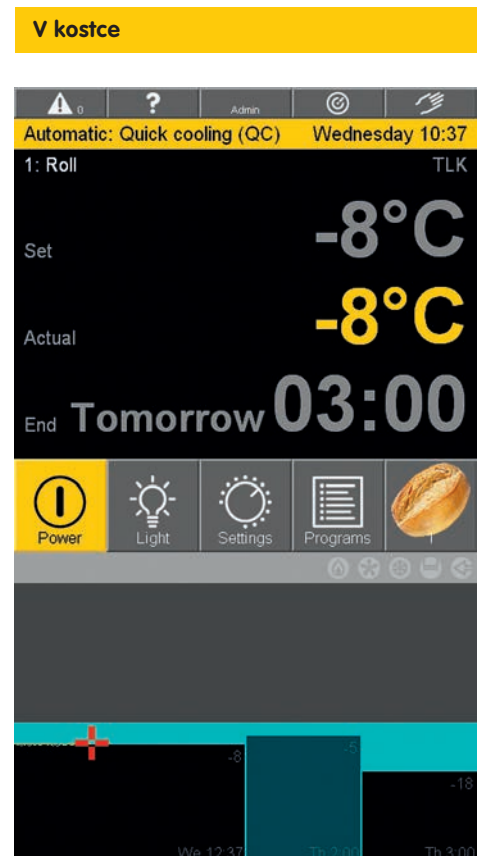 V kostce
0 ? Admin
Automatic: Quick cooling (QC) Wednesday 10:37
1: Roll TLK
Set -8°C
Actual -8°C
End Tomorrow 03:00
Power Light Settings Programs 1
-8 -5
-18
We 12:37 Th 2:00 Th 3:00